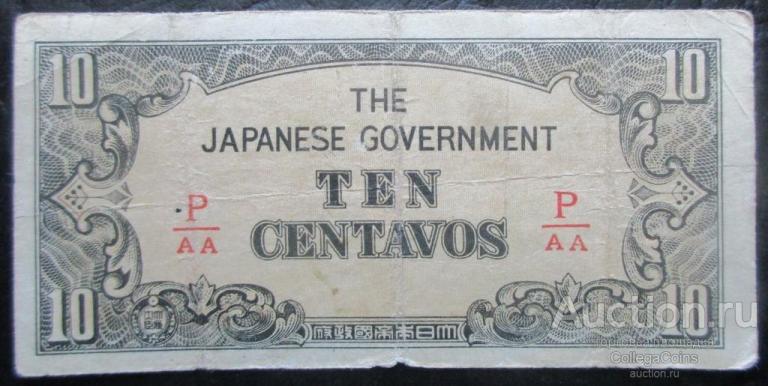 10 10
THE
JAPANESE GOVERNMENT
TEN
CENTAVOS
P
AA
P
AA
10 10
府政國帝本日大
Auction.ru
CollegaCoins
auction.ru